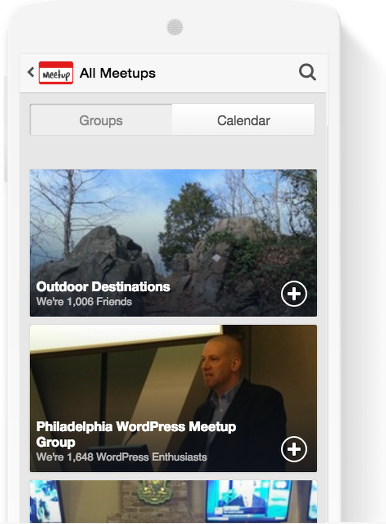 meetup All Meetups
Groups Calendar
Outdoor Destinations
We're 1,006 Friends
Philadelphia WordPress Meetup
Group
We're 1,648 WordPress Enthusiasts